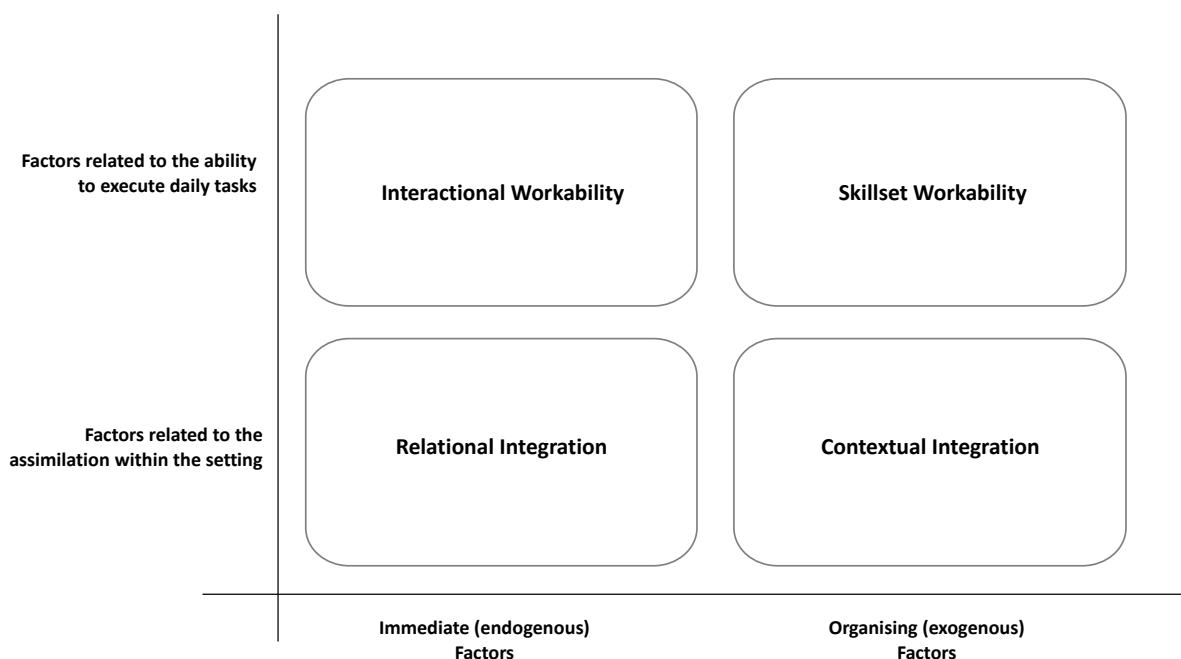 Factors related to the ability
to execute daily tasks
Interactional Workability
Skillset Workability
Factors related to the
assimilation within the setting
Relational Integration
Contextual Integration
Immediate (endogenous)
Factors
Organising (exogenous)
Factors